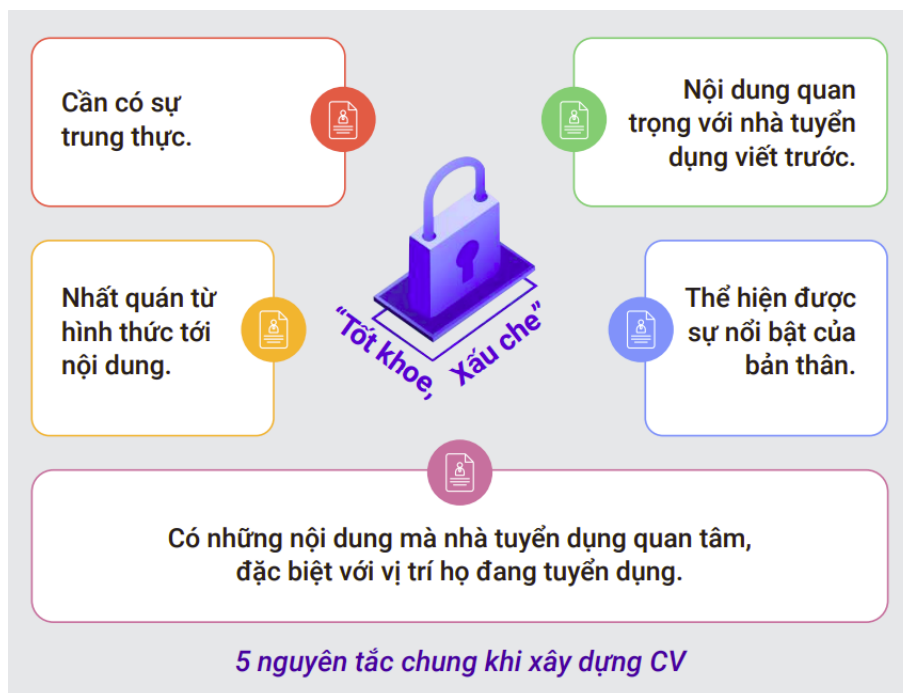 Cần có sự
trung thực.
Nội dung quan
trọng với nhà tuyển
dụng viết trước.
Nhất quán từ
hình thức tới
nội dung.
“Tốt khoe,
Xấu che”
Thể hiện được
sự nổi bật của
bản thân.
Có những nội dung mà nhà tuyển dụng quan tâm,
đặc biệt với vị trí họ đang tuyển dụng.
5 nguyên tắc chung khi xây dựng CV